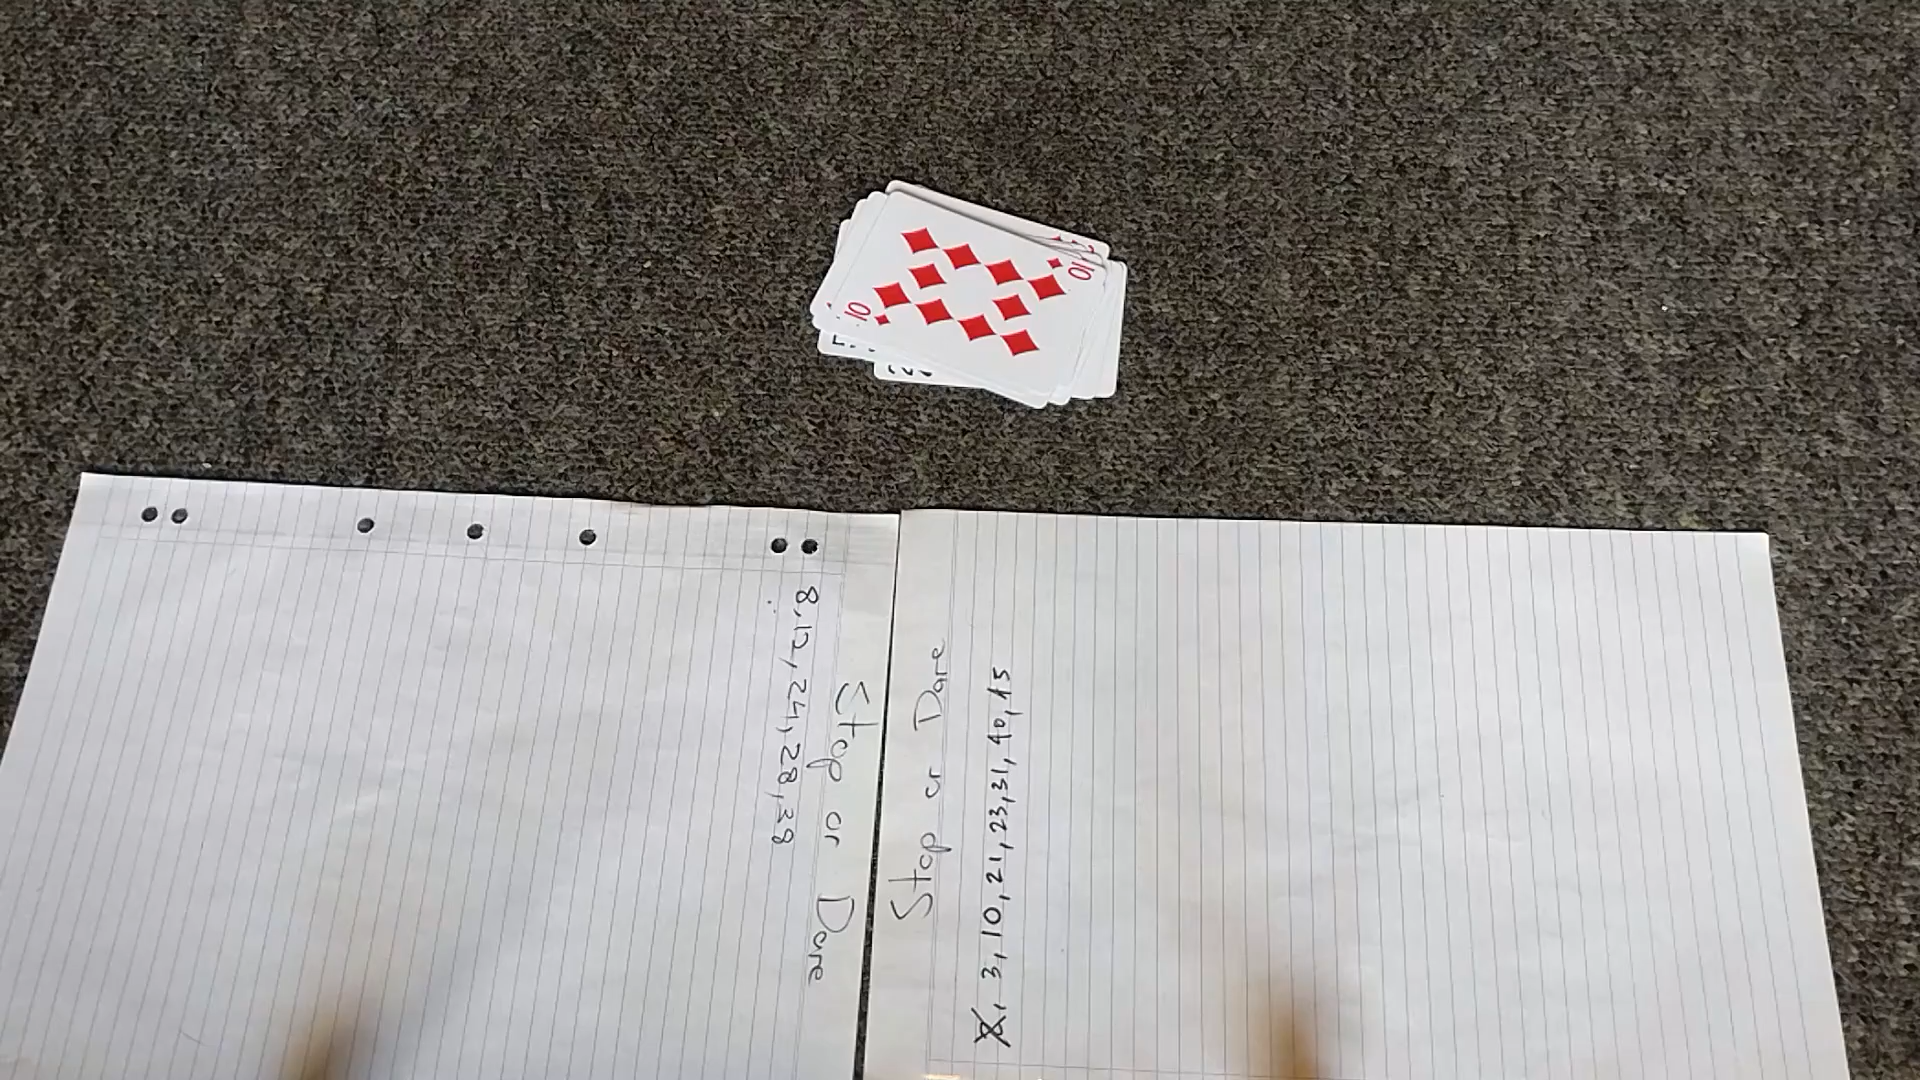 10
10
Stop or Dare
8, 12, 24, 28, 38
Stop or Dare
3, 10, 21, 23, 31, 40, 45